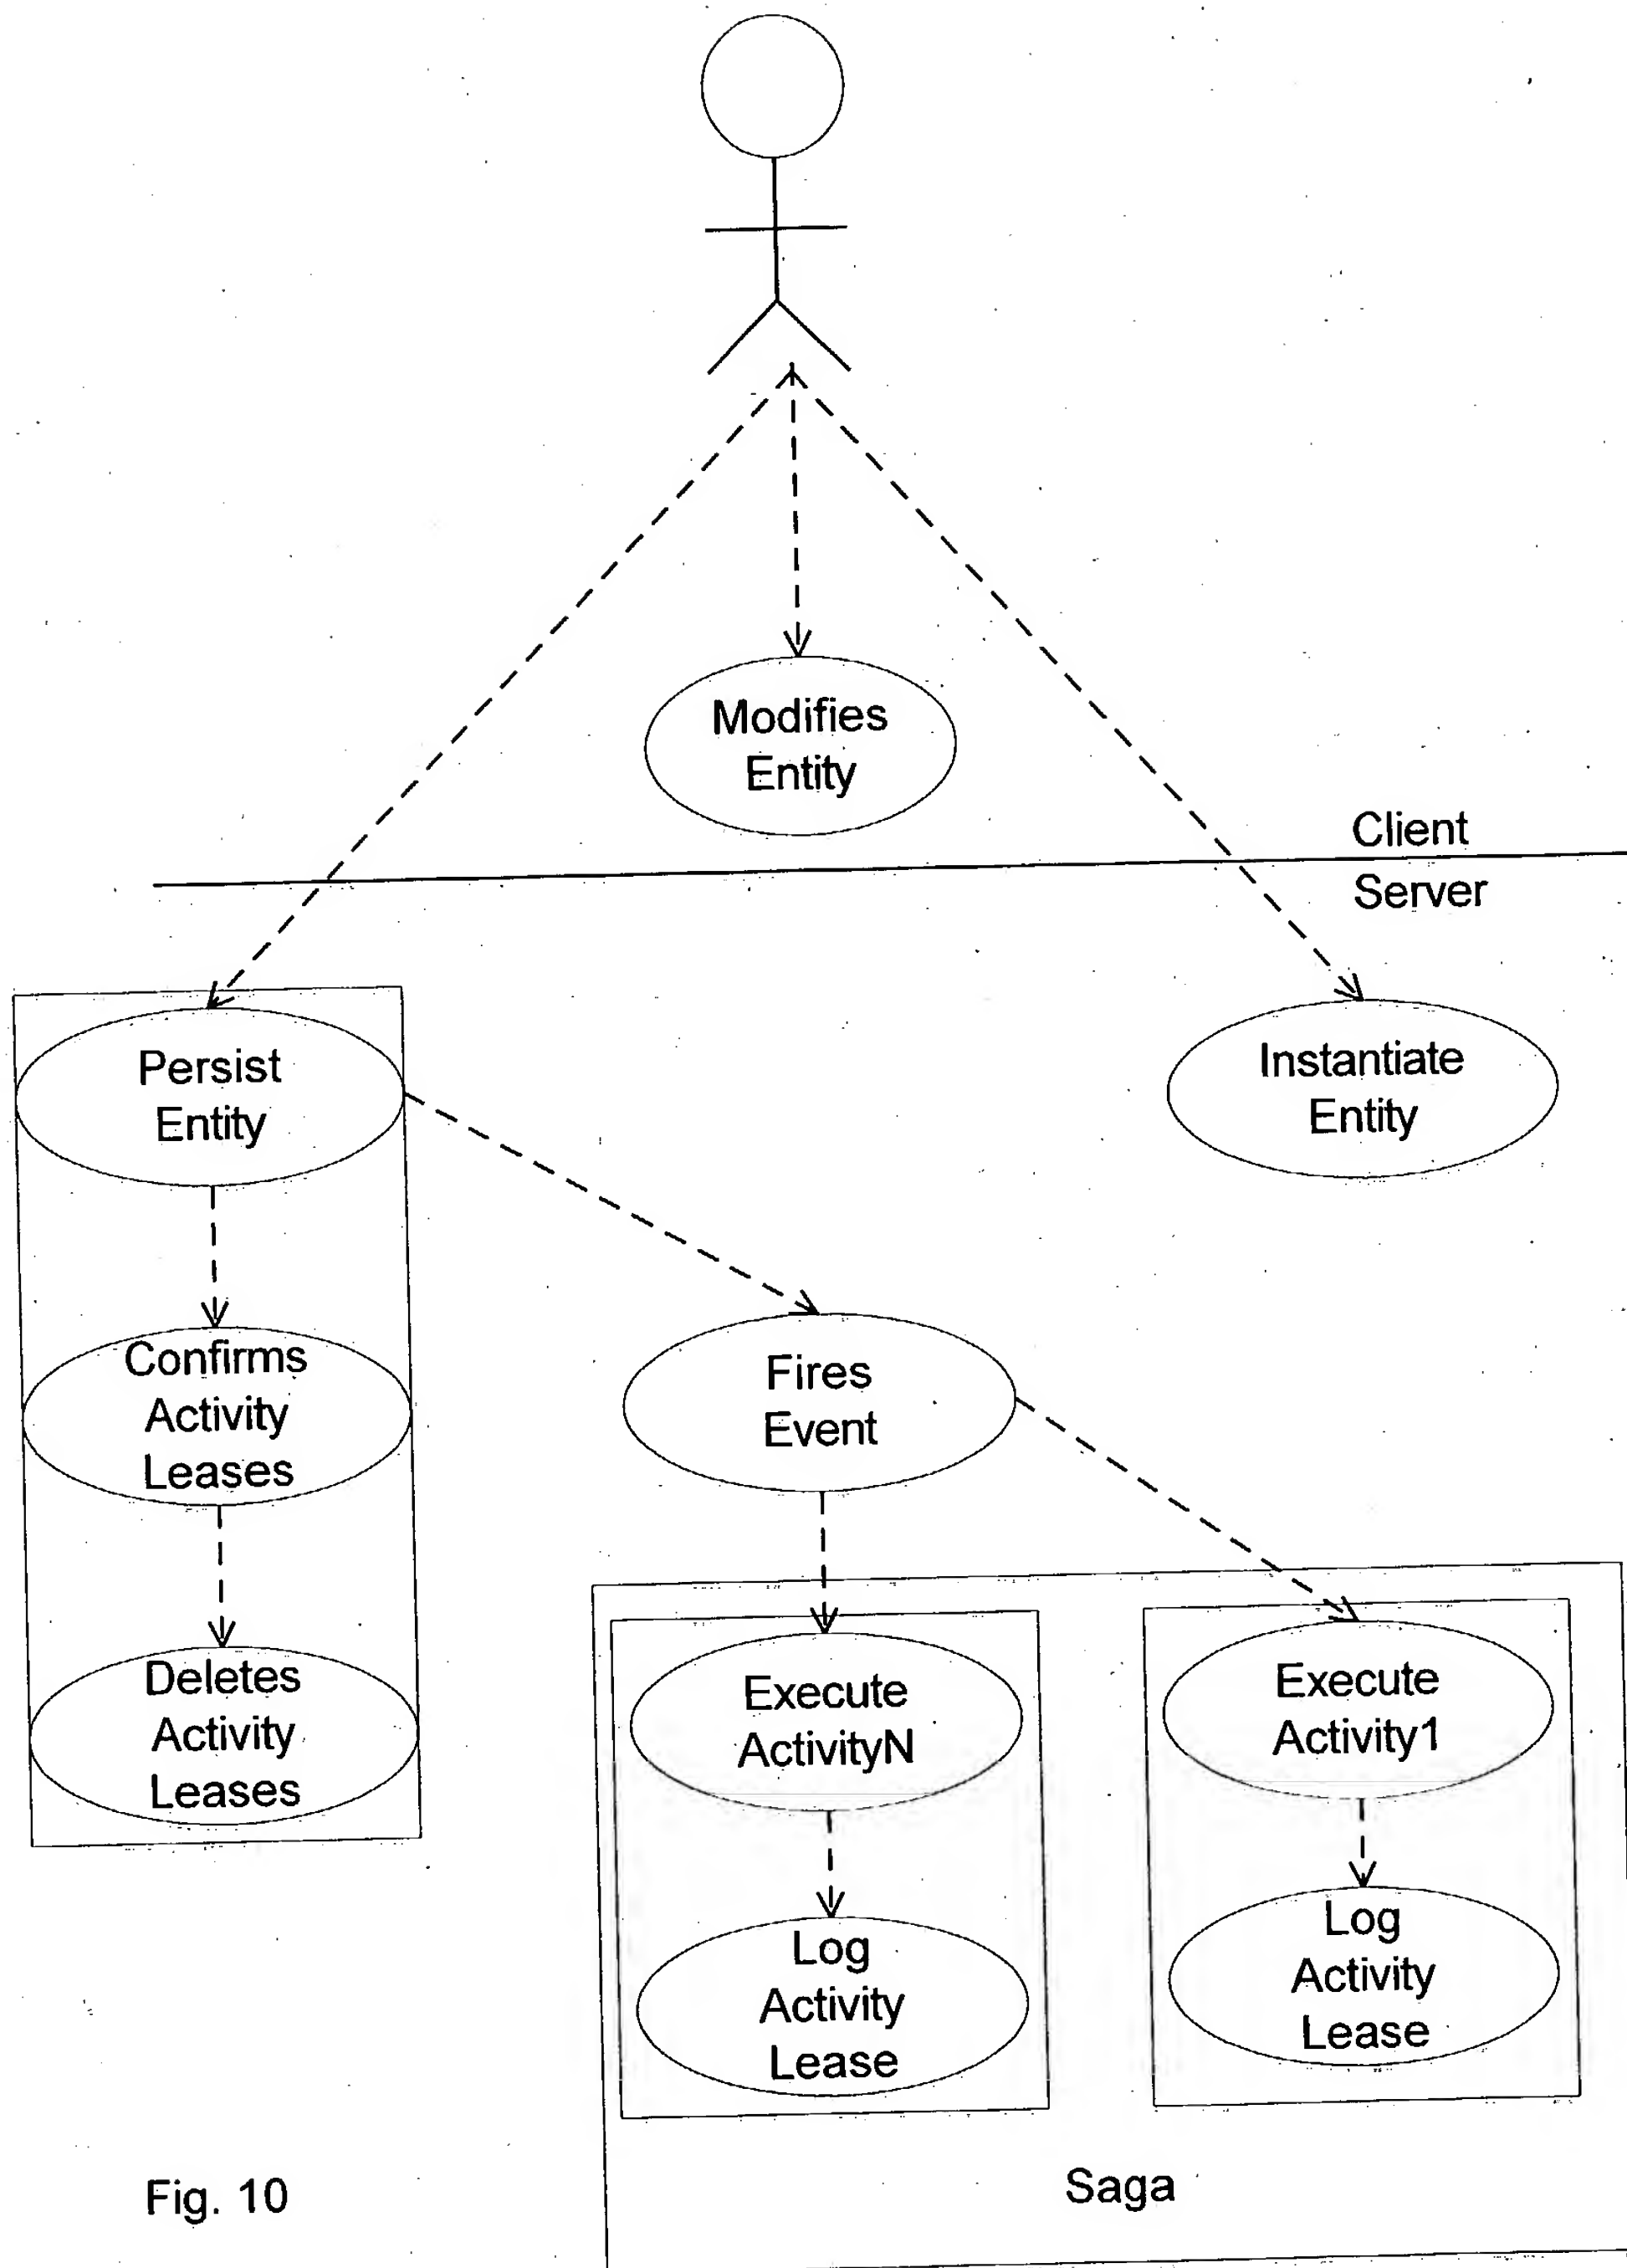 Modifies
Entity
Client
Server
Persist
Entity
Instantiate
Entity
Confirms
Activity
Leases
Fires
Event
Deletes
Activity
Leases
Execute
ActivityN
Execute
Activity1
Log
Activity
Lease
Log
Activity
Lease
Saga
Fig. 10